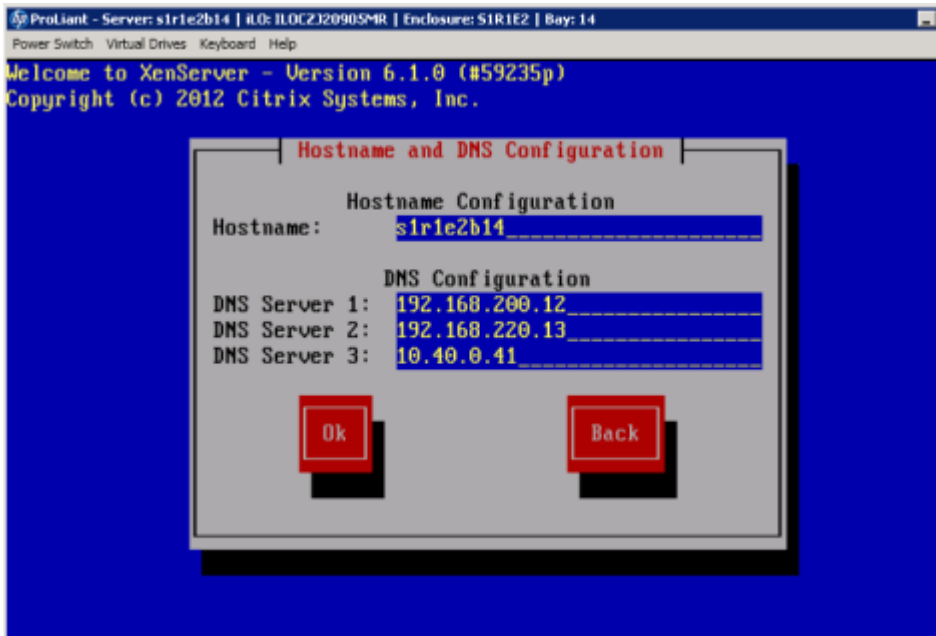 ProLiant - Server: s1r1e2b14 | iLO: ILOCZJ20905MR | Enclosure: S1R1E2 | Bay: 14
Power Switch Virtual Drives Keyboard Help
Welcome to XenServer - Version 6.1.0 (#59235p)
Copyright (c) 2012 Citrix Systems, Inc.
Hostname and DNS Configuration
Hostname Configuration
Hostname: s1r1e2b14
DNS Configuration
DNS Server 1: 192.168.200.12
DNS Server 2: 192.168.220.13
DNS Server 3: 10.40.0.41
Ok Back